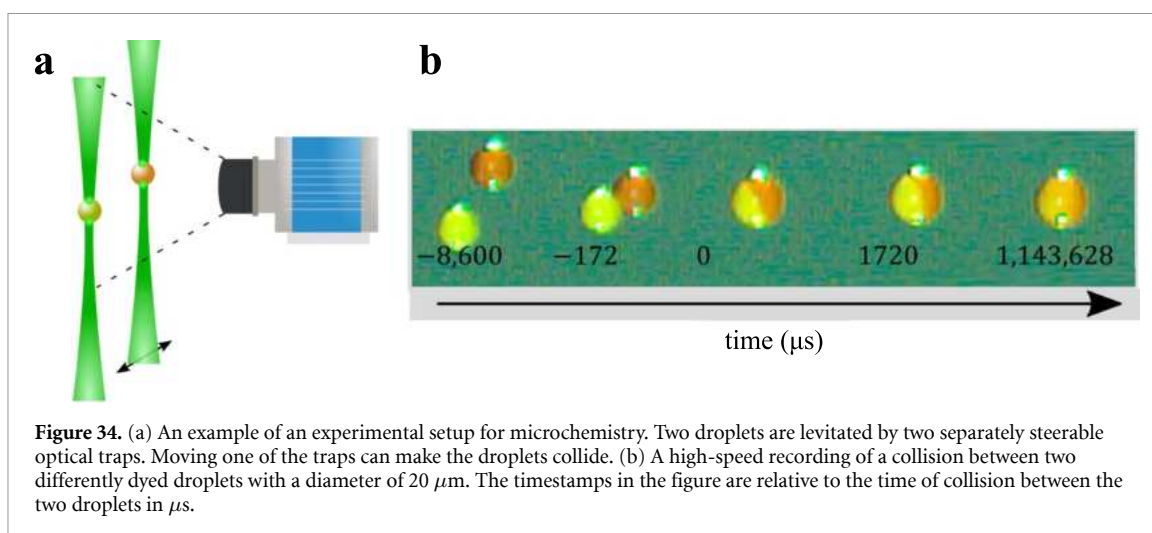 a
b
−8,600 −172 0 1720 1,143,628
time (μs)
Figure 34. (a) An example of an experimental setup for microchemistry. Two droplets are levitated by two separately steerable
optical traps. Moving one of the traps can make the droplets collide. (b) A high-speed recording of a collision between two
differently dyed droplets with a diameter of 20 μm. The timestamps in the figure are relative to the time of collision between the
two droplets in μs.